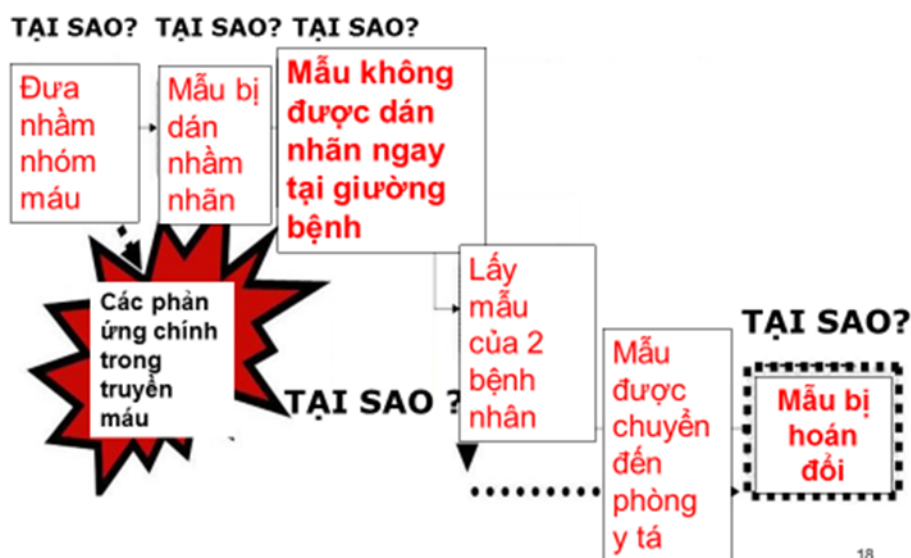 TẠI SAO? TẠI SAO? TẠI SAO?
Đưa
nhầm
nhóm
máu
Mẫu bị
dán
nhầm
nhãn
Mẫu không
được dán
nhãn ngay
tại giường
bệnh
Các phản
ứng chính
trong
truyền
máu
TẠI SAO ?
Lấy
mẫu
của 2
bệnh
nhân
Mẫu
được
chuyển
đến
phòng
y tá
TẠI SAO?
Mẫu bị
hoán
đổi
18